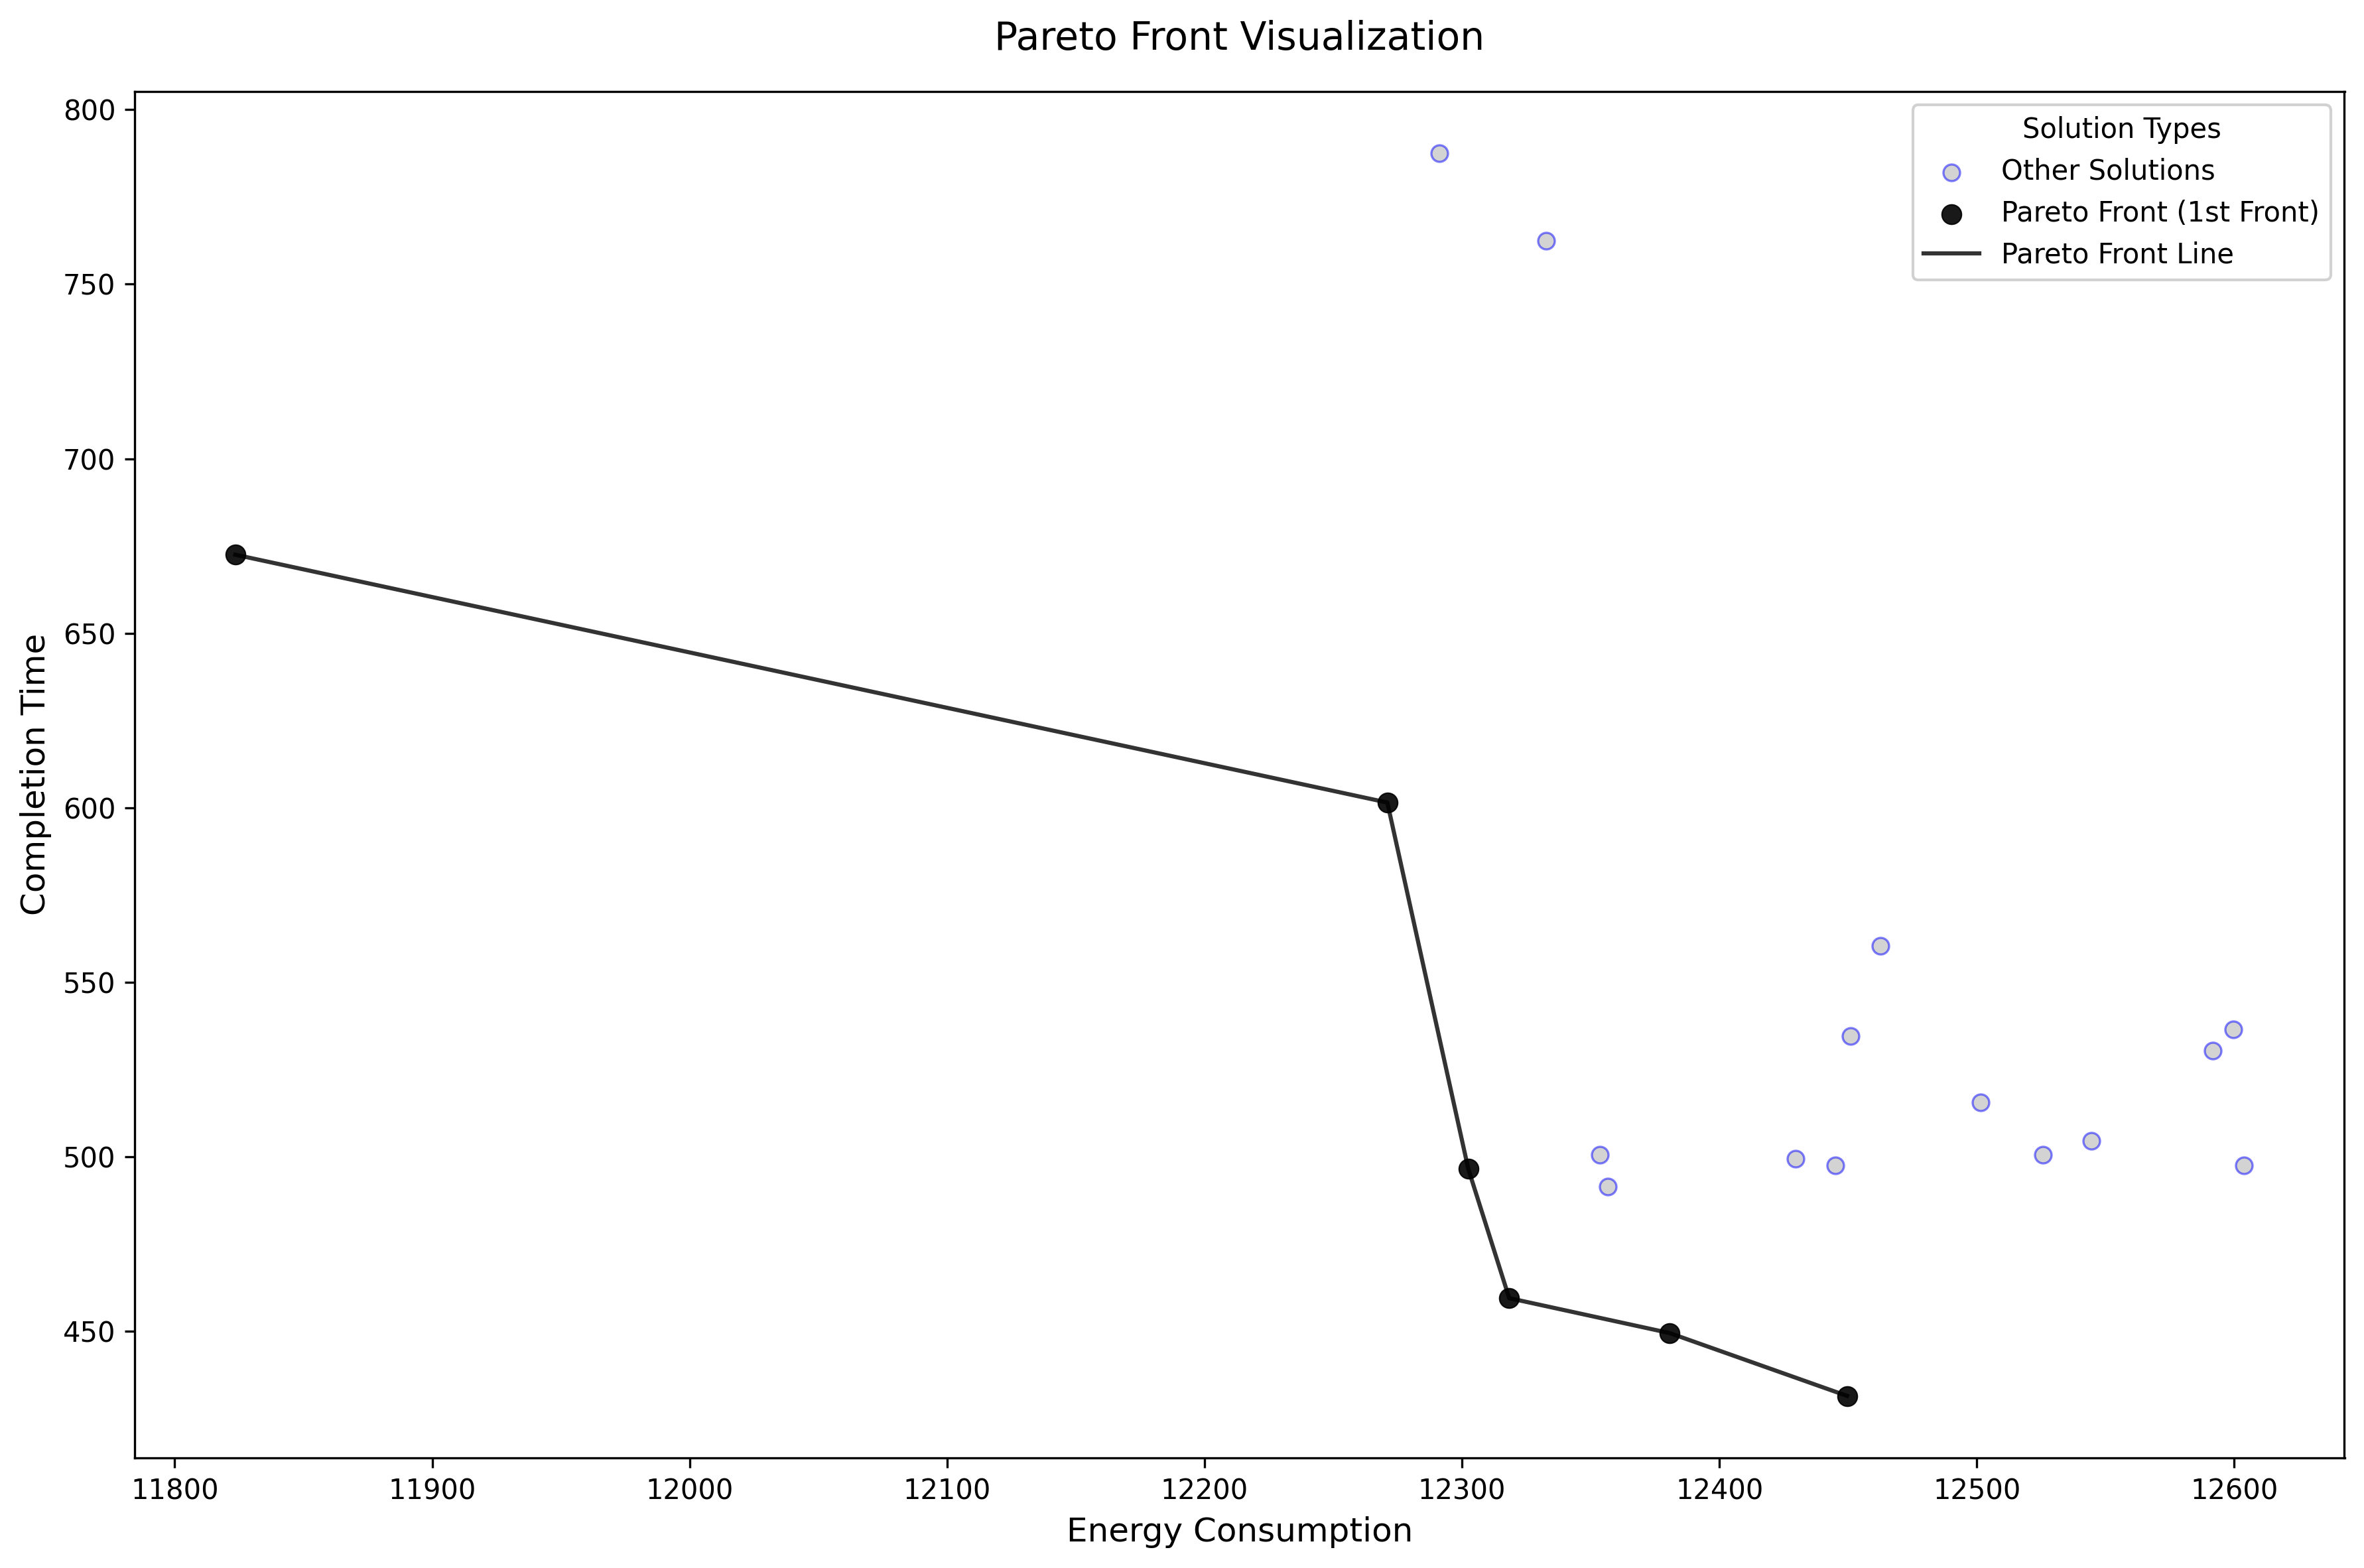 Pareto Front Visualization
Solution Types
Other Solutions
Pareto Front (1st Front)
Pareto Front Line
Completion Time
800
750
700
650
600
550
500
450
11800 11900 12000 12100 12200 12300 12400 12500 12600
Energy Consumption